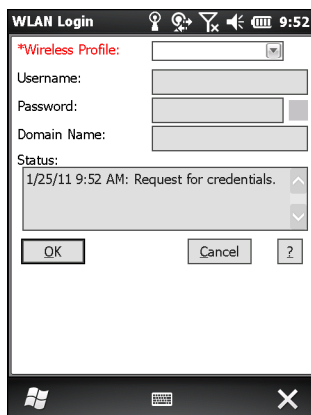 WLAN Login 9:52
*Wireless Profile:
Username:
Password:
Domain Name:
Status:
1/25/11 9:52 AM: Request for credentials.
OK Cancel ?